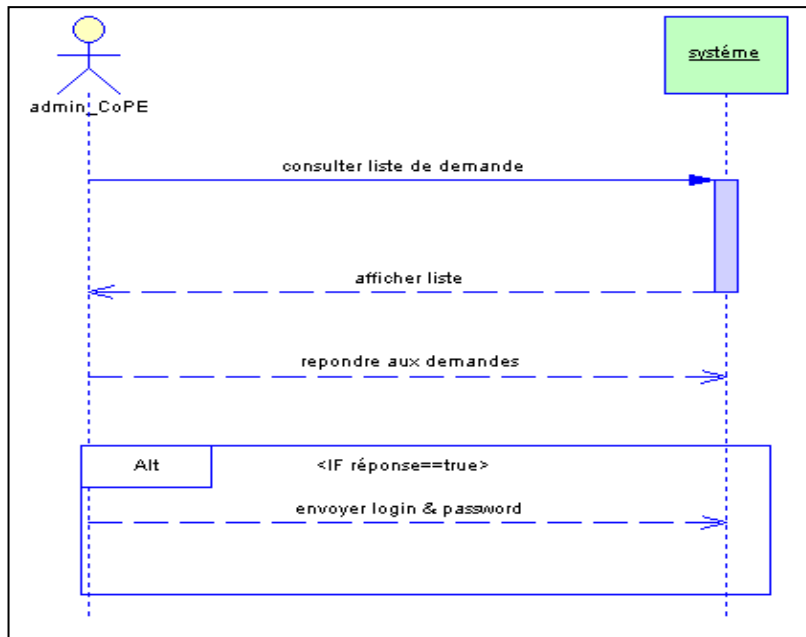 systéme
admin_CoPE
consulter liste de demande
afficher liste
repondre aux demandes
Alt
<IF réponse==true>
envoyer login & password